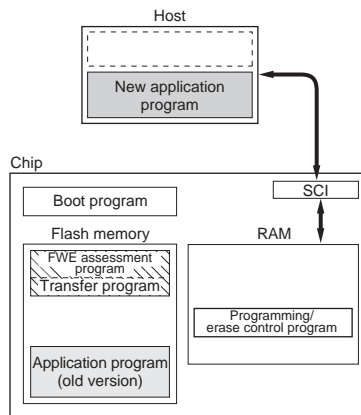 Host
New application
program
Chip
SCI
Boot program
Flash memory
RAM
FWE assessment
program
Transfer program
Programming/
erase control program
Application program
(old version)